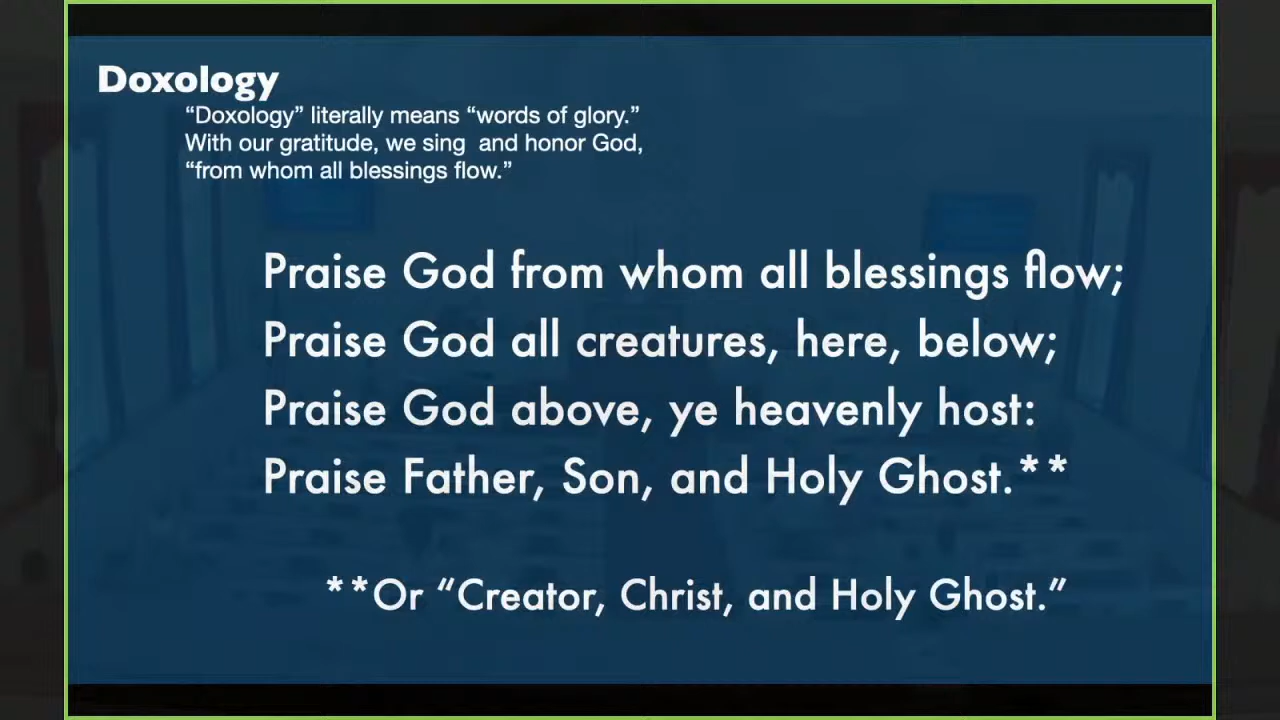 Doxology
“Doxology” literally means “words of glory.”
With our gratitude, we sing  and honor God,
“from whom all blessings flow.”
Praise God from whom all blessings flow;
Praise God all creatures, here, below;
Praise God above, ye heavenly host:
Praise Father, Son, and Holy Ghost.**
**Or “Creator, Christ, and Holy Ghost.”